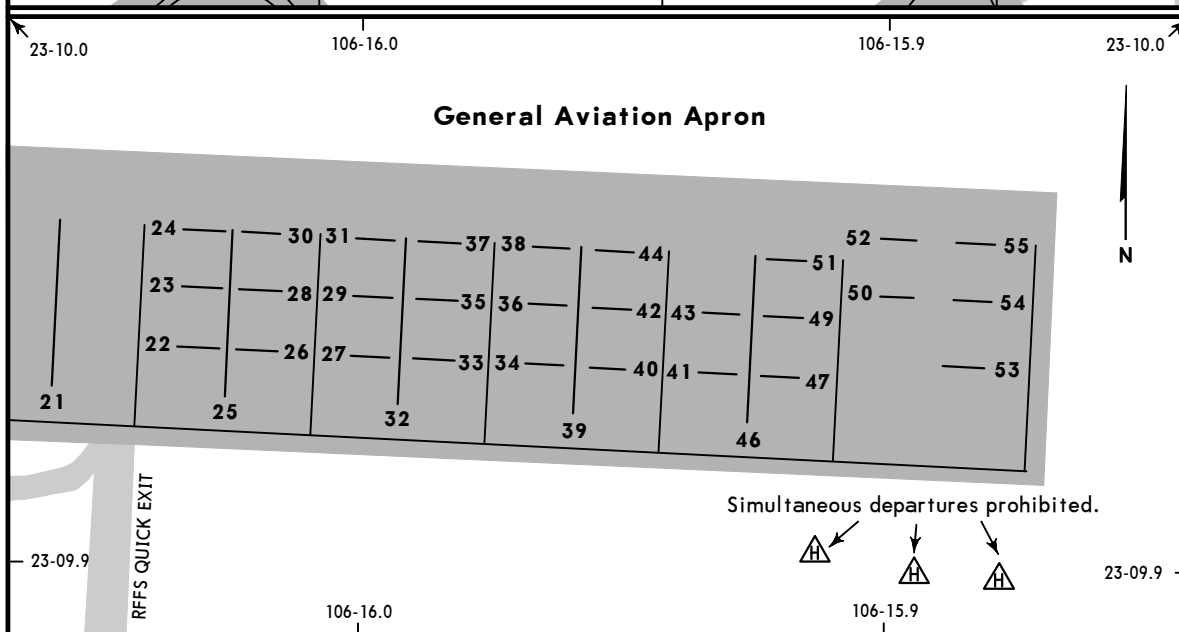 23-10.0 106-16.0 106-15.9 23-10.0
General Aviation Apron
N
24 30 31 37 38 44 51 52 55
23 28 29 35 36 42 43 49 50 54
22 26 27 33 34 40 41 47 53
21 25 32 39 46
RFFS QUICK EXIT
Simultaneous departures prohibited.
H H H
23-09.9 23-09.9
106-16.0 106-15.9